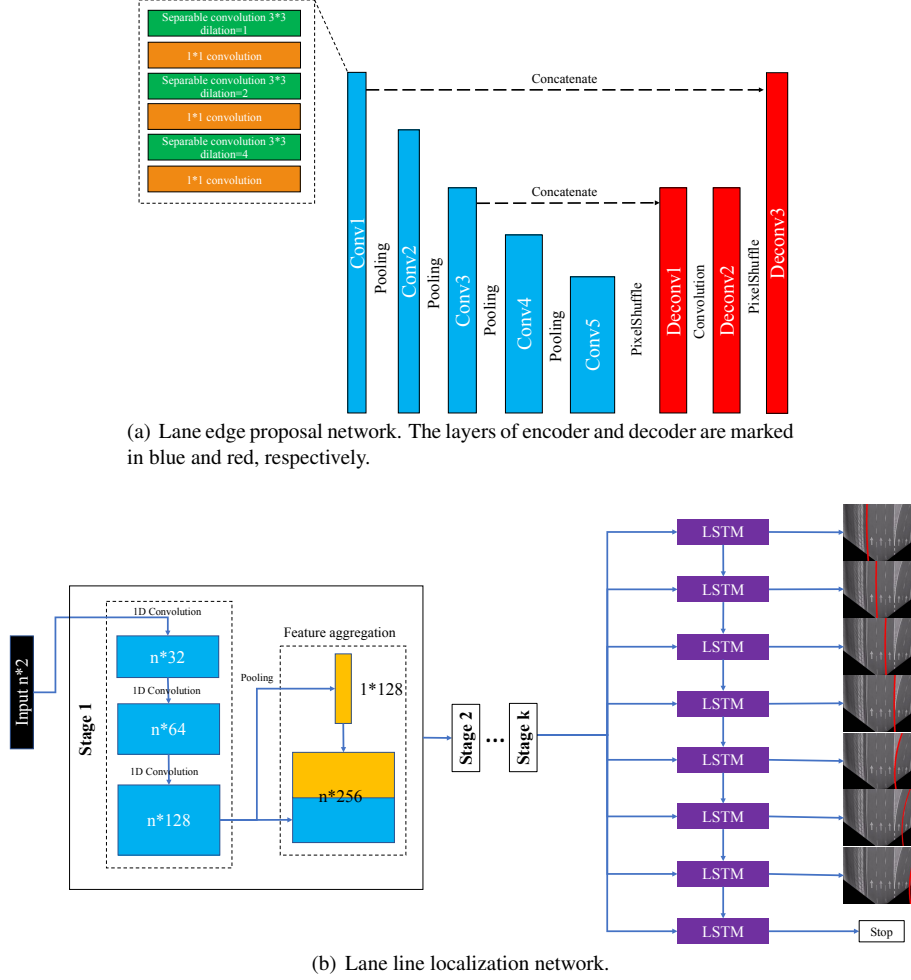 Separable convolution 3*3
dilation=1
1*1 convolution
Separable convolution 3*3
dilation=2
1*1 convolution
Separable convolution 3*3
dilation=4
1*1 convolution
Concatenate
Concatenate
Conv1
Pooling
Conv2
Pooling
Conv3
Pooling
Conv4
Pooling
Conv5
PixelShuffle
Deconv1
Convolution
Deconv2
PixelShuffle
Deconv3
(a) Lane edge proposal network. The layers of encoder and decoder are marked
in blue and red, respectively.
Input n*2
Stage 1
1D Convolution
n*32
1D Convolution
n*64
1D Convolution
n*128
Pooling
Feature aggregation
1*128
n*256
Stage 2
...
Stage k
LSTM
LSTM
LSTM
LSTM
LSTM
LSTM
LSTM
LSTM
Stop
(b) Lane line localization network.